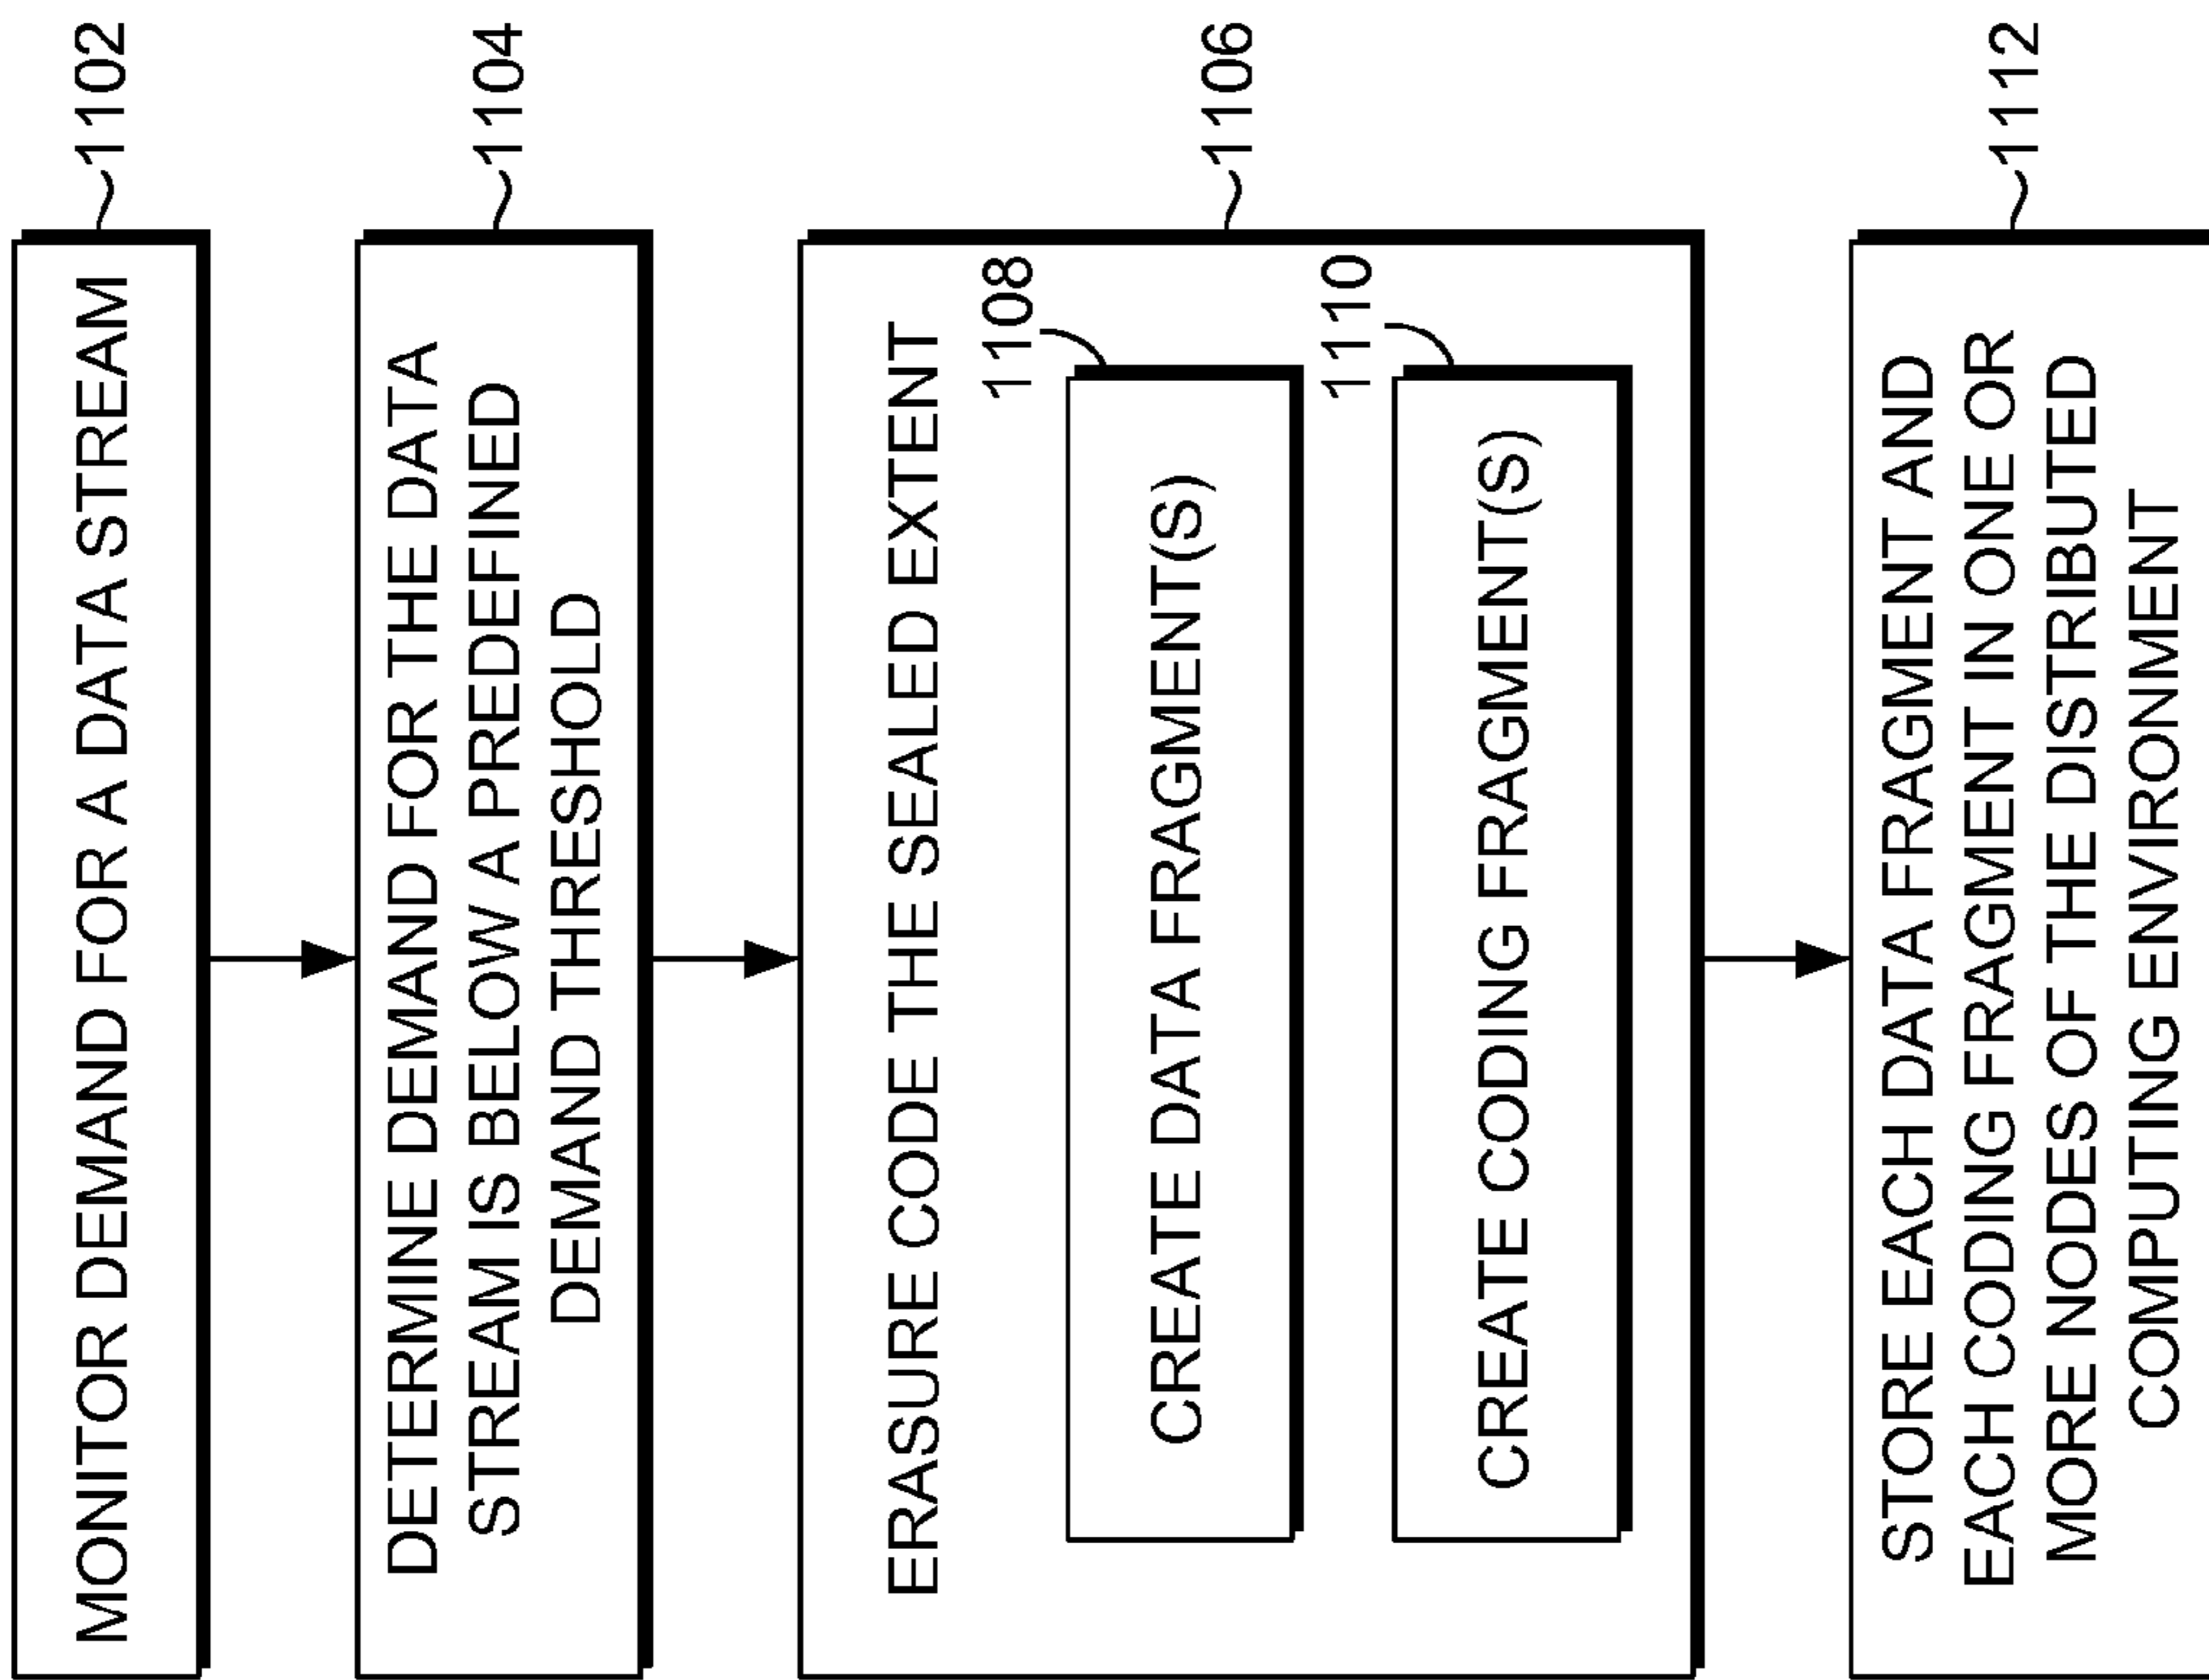 MONITOR DEMAND FOR A DATA STREAM
1102
DETERMINE DEMAND FOR THE DATA
STREAM IS BELOW A PREDEFINED
DEMAND THRESHOLD
1104
ERASURE CODE THE SEALED EXTENT
1106
1108
CREATE DATA FRAGMENT(S)
1110
CREATE CODING FRAGMENT(S)
STORE EACH DATA FRAGMENT AND
EACH CODING FRAGMENT IN ONE OR
MORE NODES OF THE DISTRIBUTED
COMPUTING ENVIRONMENT
1112